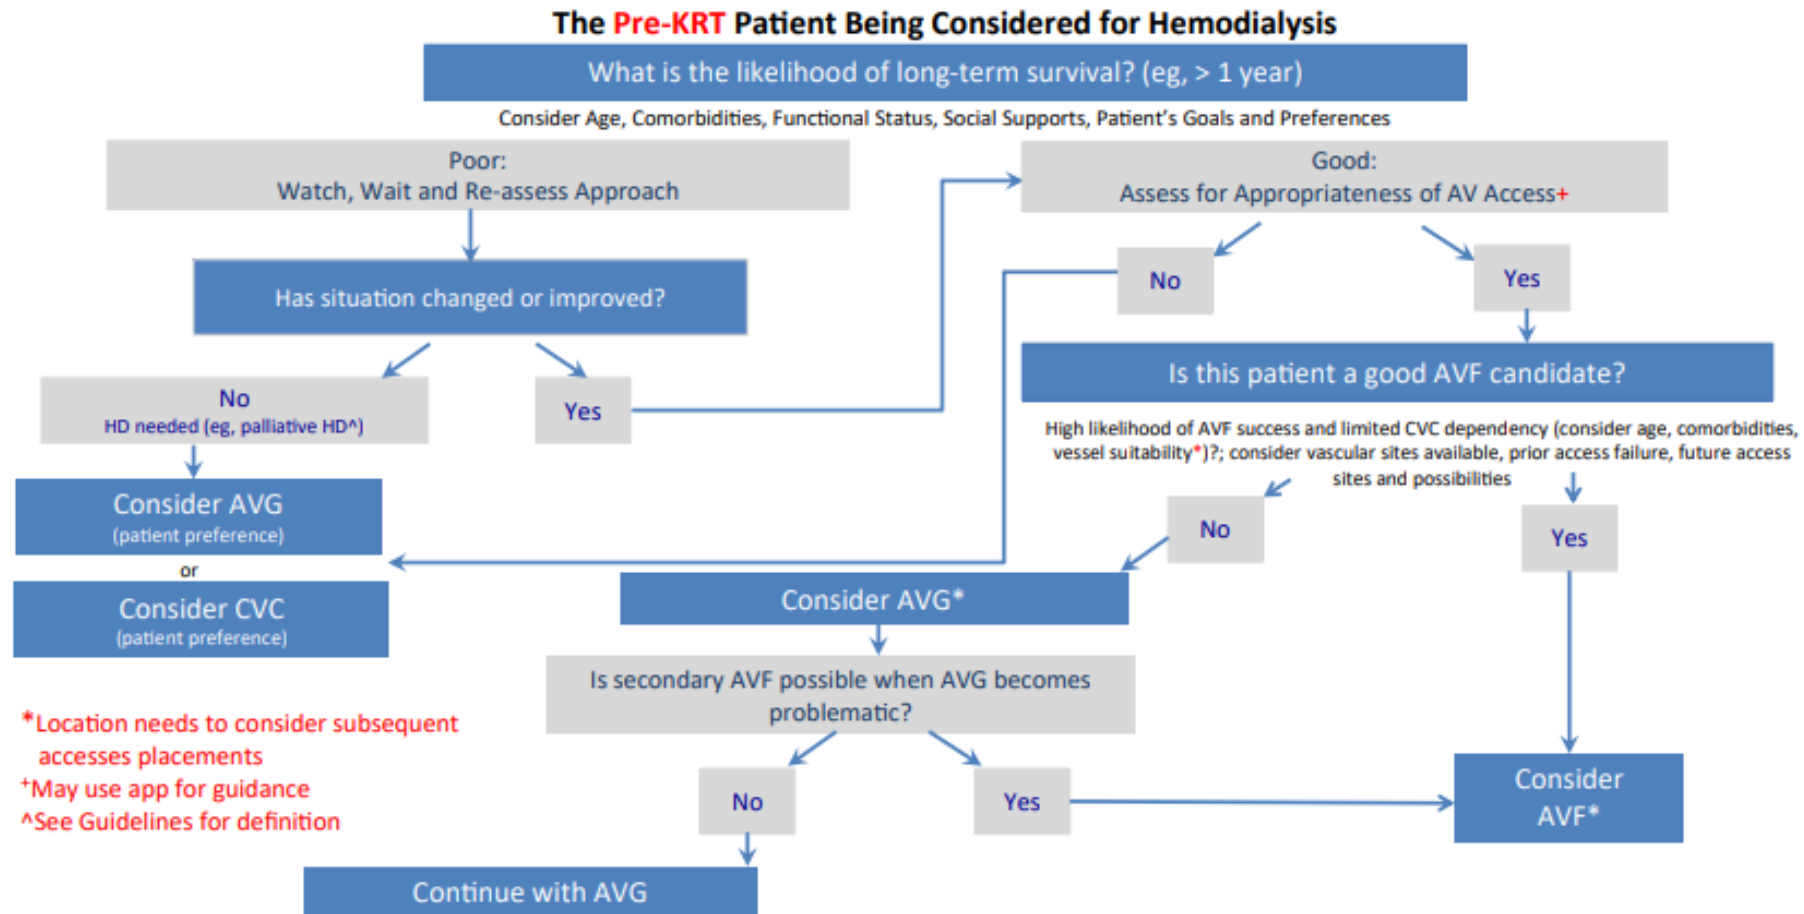 The Pre-KRT Patient Being Considered for Hemodialysis
What is the likelihood of long-term survival? (eg, > 1 year)
Consider Age, Comorbidities, Functional Status, Social Supports, Patient's Goals and Preferences
Poor:
Watch, Wait and Re-assess Approach
Good:
Assess for Appropriateness of AV Access+
Has situation changed or improved?
No
Yes
No
HD needed (eg, palliative HD^)
Yes
Is this patient a good AVF candidate?
High likelihood of AVF success and limited CVC dependency (consider age, comorbidities,
vessel suitability*)?; consider vascular sites available, prior access failure, future access
sites and possibilities
Consider AVG
(patient preference)
or
Consider CVC
(patient preference)
No
Yes
Consider AVG*
Is secondary AVF possible when AVG becomes
problematic?
*Location needs to consider subsequent
accesses placements
+May use app for guidance
^See Guidelines for definition
No
Yes
Consider
AVF*
Continue with AVG